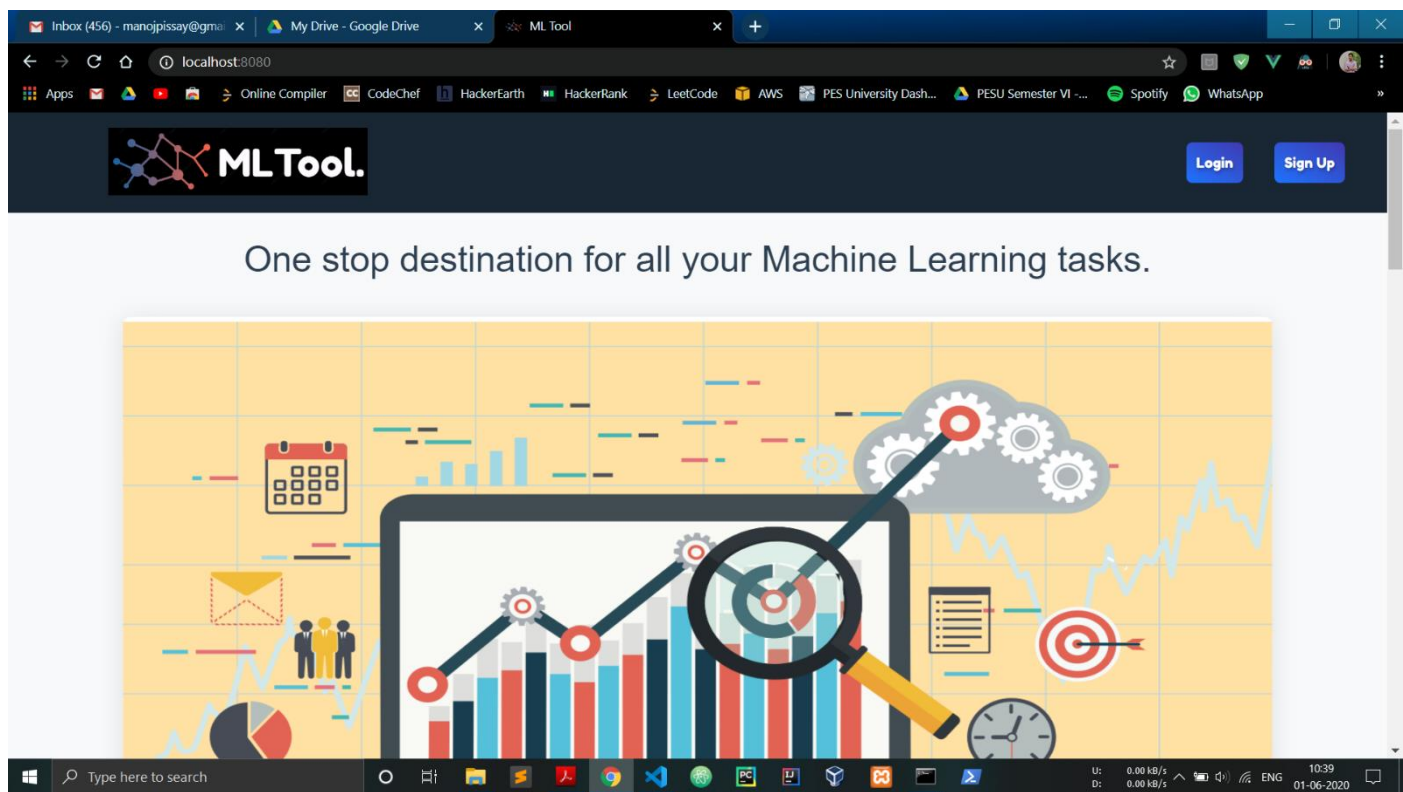 Inbox (456) - manojpissay@gmai
My Drive - Google Drive
ML Tool
localhost:8080
Apps
Online Compiler
CodeChef
HackerEarth
HackerRank
LeetCode
AWS
PES University Dash...
PESU Semester VI -...
Spotify
WhatsApp
»
MLTool.
Login
Sign Up
One stop destination for all your Machine Learning tasks.
Type here to search
U: 0.00 kB/s
D: 0.00 kB/s
ENG
10:39
01-06-2020